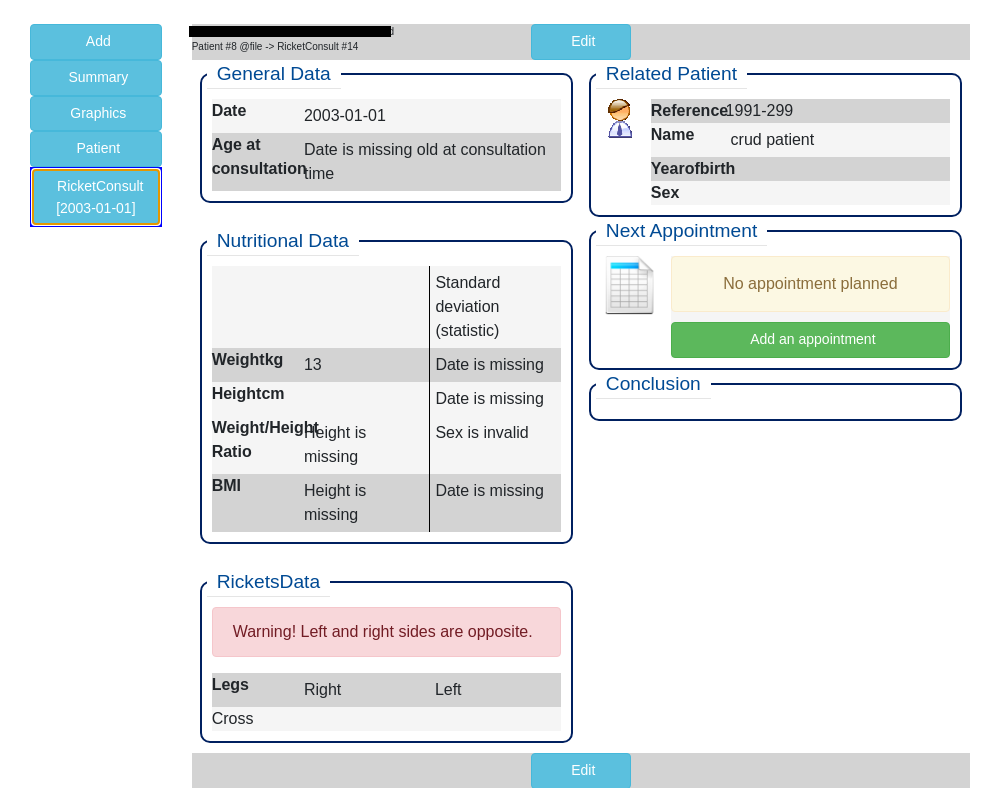 Add
Summary
Graphics
Patient
RicketConsult
[2003-01-01]
Patient #8 @file -> RicketConsult #14
Edit
General Data
Date 2003-01-01
Age at Date is missing old at consultation
consultation time
Nutritional Data
Standard
deviation
(statistic)
Weightkg 13 Date is missing
Heightcm Date is missing
Weight/Height Height is Sex is invalid
Ratio missing
BMI Height is Date is missing
missing
RicketsData
Warning! Left and right sides are opposite.
Legs Right Left
Cross
Related Patient
Reference 1991-299
Name crud patient
Yearofbirth
Sex
Next Appointment
No appointment planned
Add an appointment
Conclusion
Edit